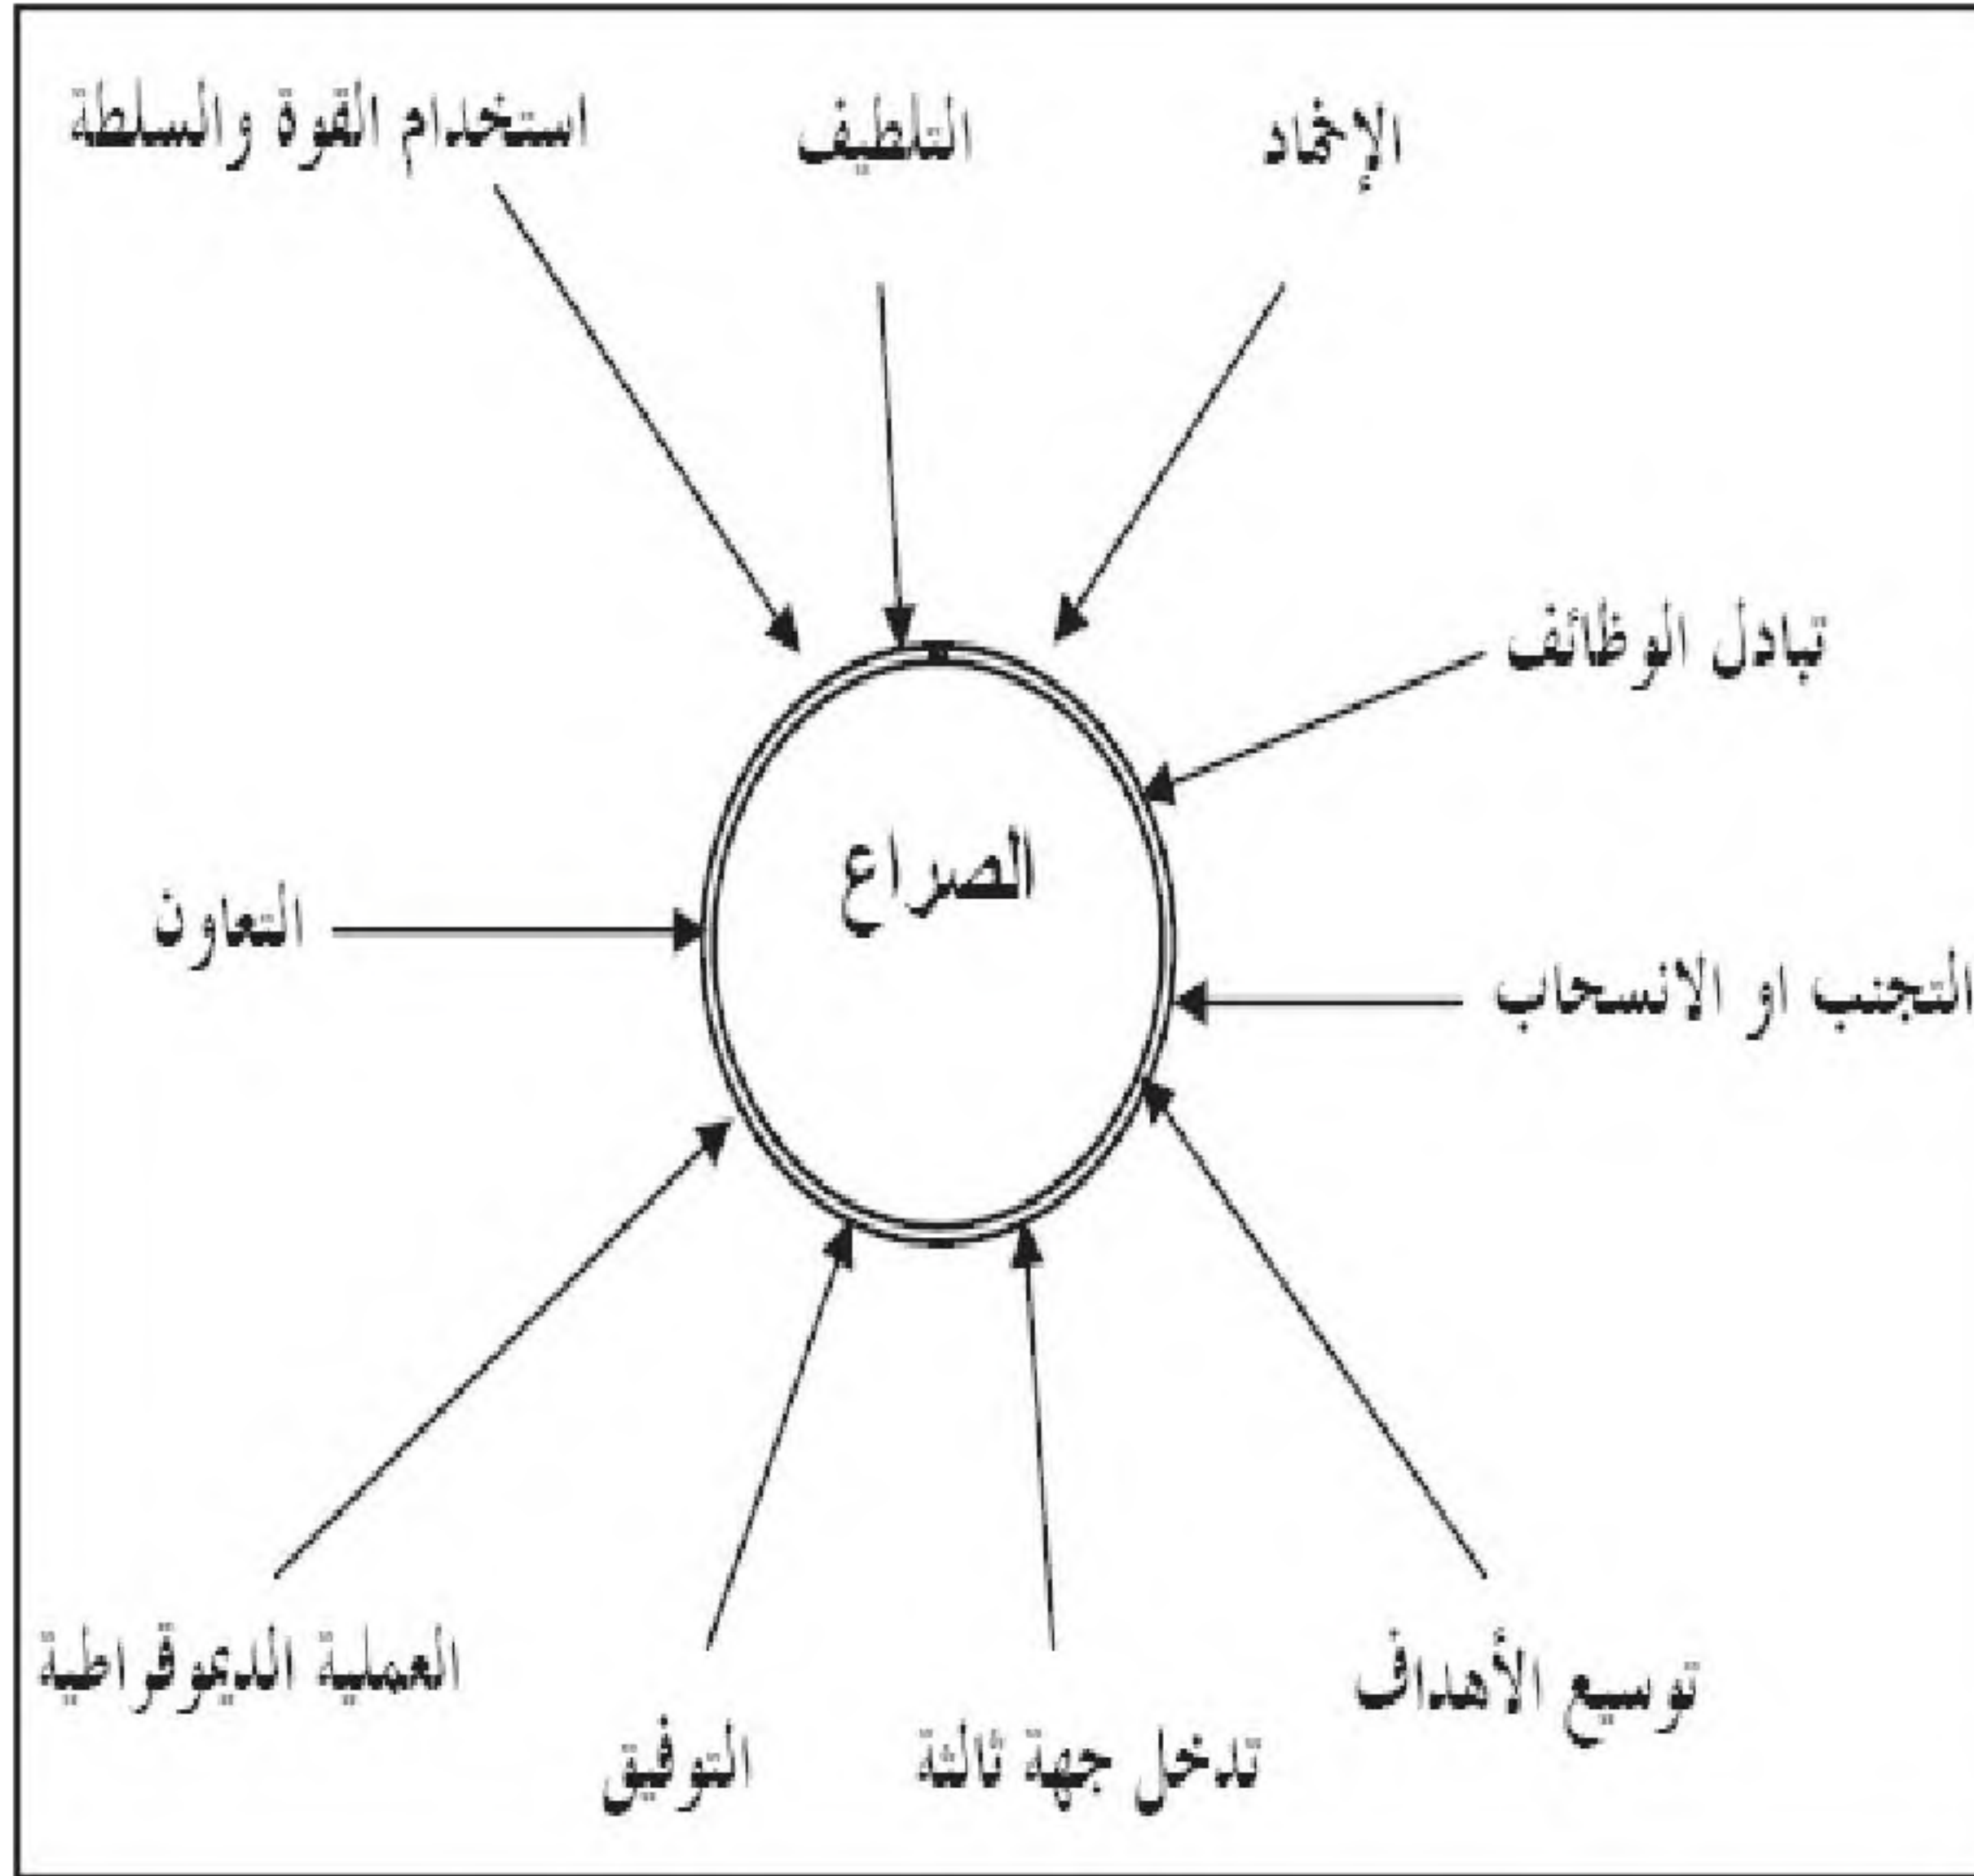 الإخماد
التلطيف
استخدام القوة والسلطة
تبادل الوظائف
الصراع
التعاون
التجنب او الانسحاب
توسيع الأهداف
تدخل جهة ثالثة
التوفيق
العملية الديموقراطية